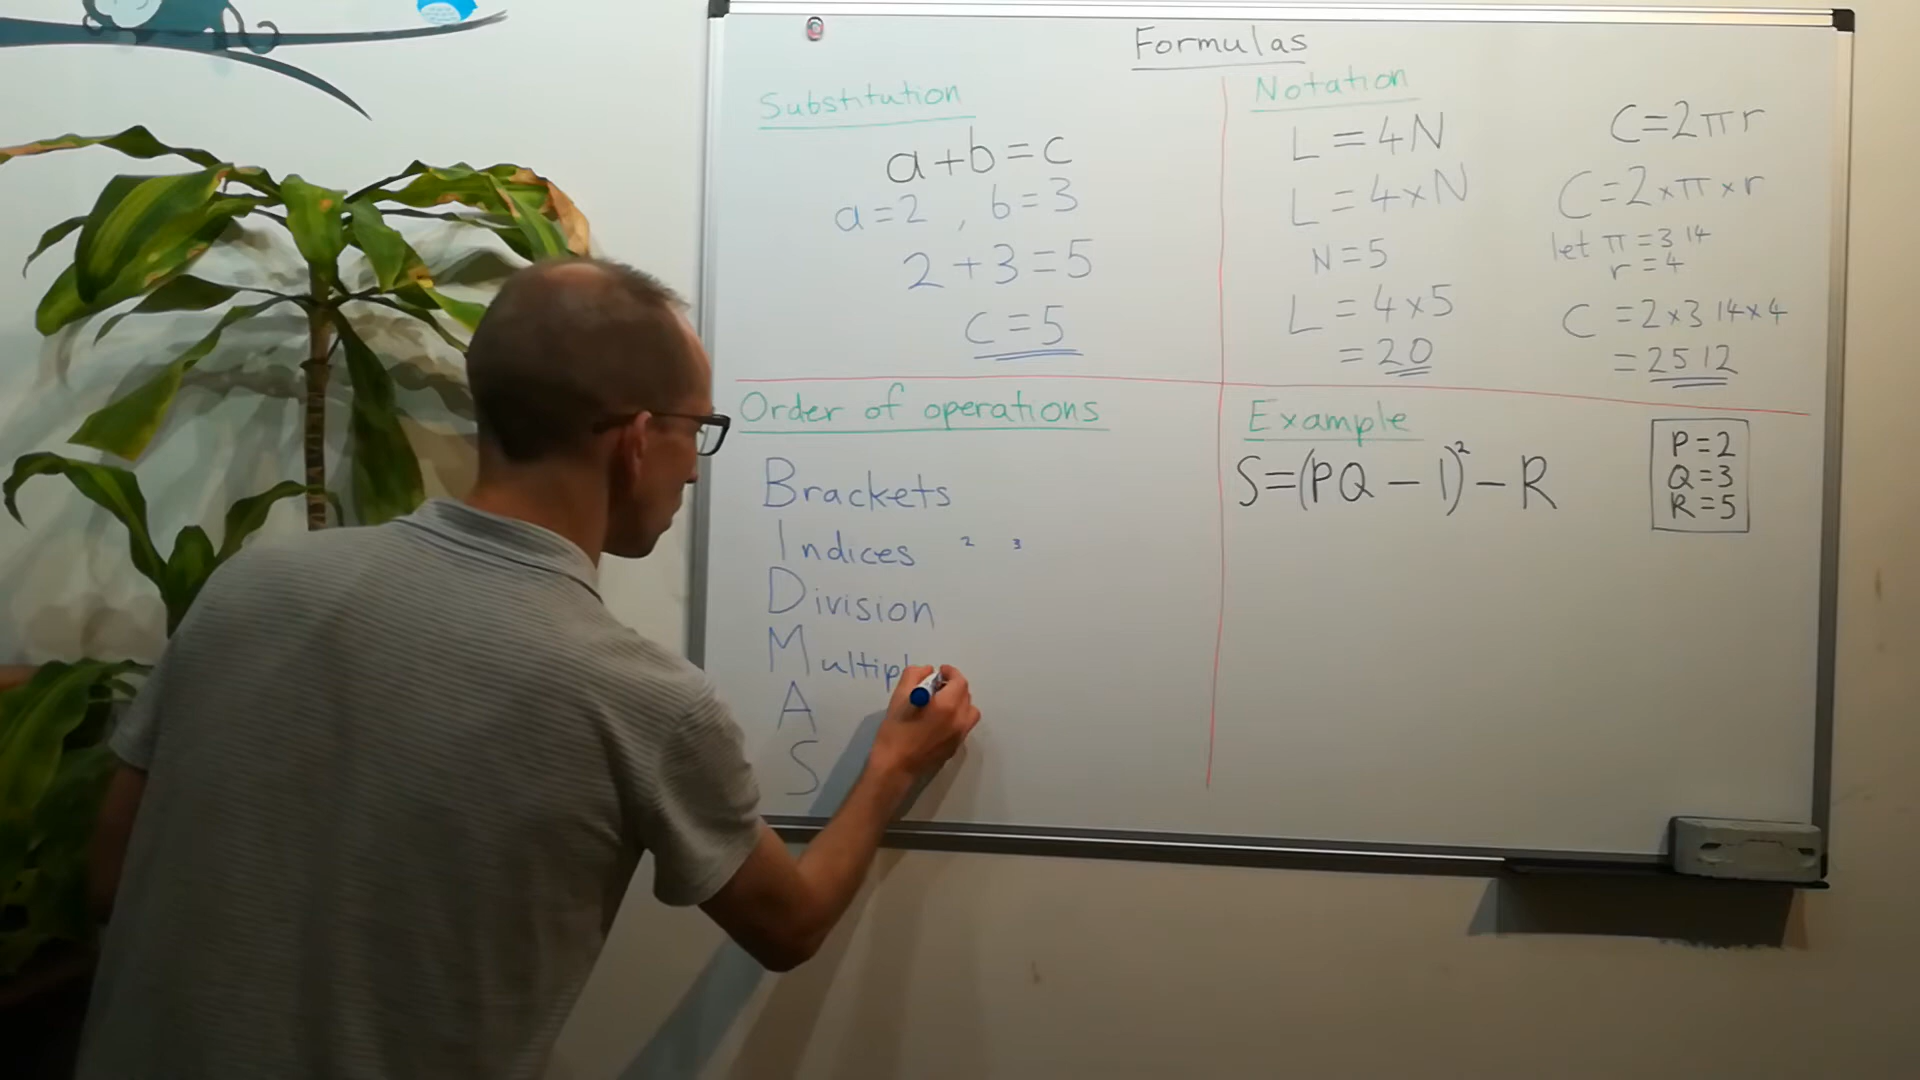 Formulas
Substitution
a+b=c
a=2 , b=3
2+3=5
c=5
Notation
L=4N
L=4×N
N=5
L=4×5
=20
C=2πr
C=2×π×r
let π=3 14
r=4
C=2×3 14×4
=25 12
Order of operations
Brackets
Indices 2 3
Division
Multipl
A
S
Example
S=(PQ-1)²-R
P=2
Q=3
R=5